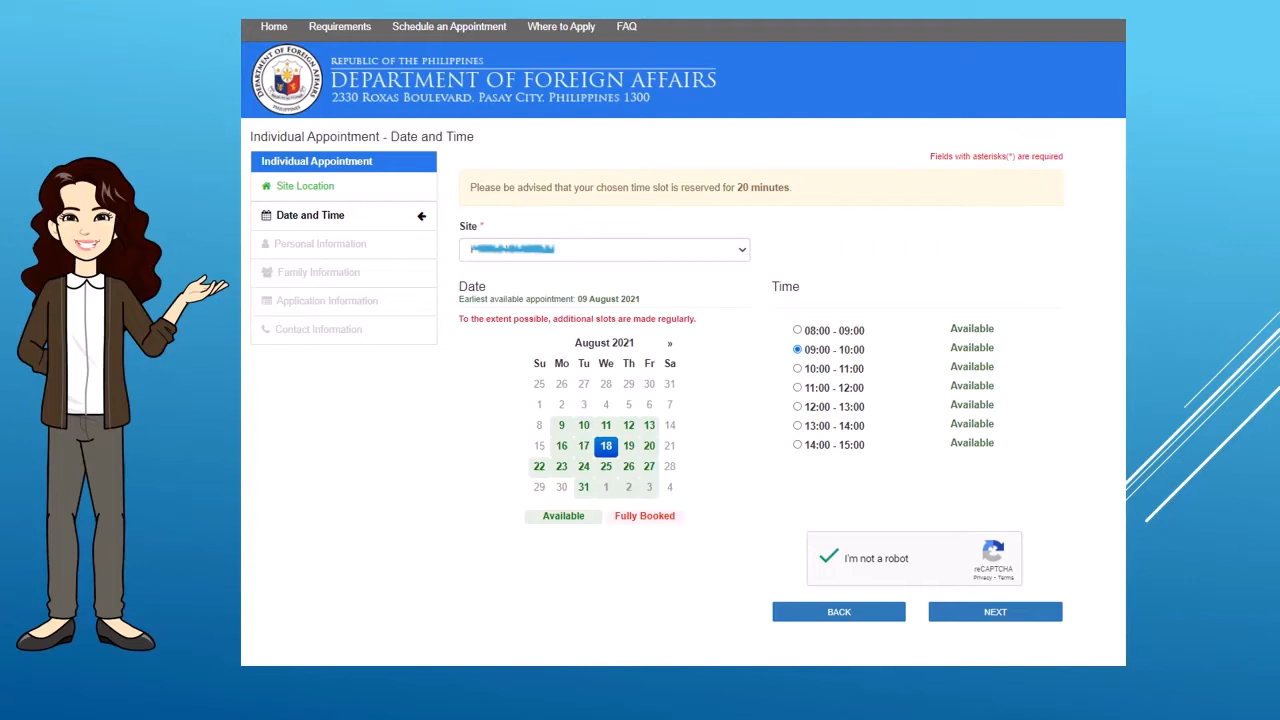 Home Requirements Schedule an Appointment Where to Apply FAQ
DEPARTMENT OF FOREIGN AFFAIRS
PHILIPPINES
REPUBLIC OF THE PHILIPPINES
DEPARTMENT OF FOREIGN AFFAIRS
2330 ROXAS BOULEVARD, PASAY CITY, PHILIPPINES 1300
Individual Appointment - Date and Time
Individual Appointment
Site Location
Date and Time
Personal Information
Family Information
Application Information
Contact Information
Fields with asterisks(*) are required
Please be advised that your chosen time slot is reserved for 20 minutes.
Site *
Date
Earliest available appointment: 09 August 2021
To the extent possible, additional slots are made regularly.
August 2021 »
Su Mo Tu We Th Fr Sa
25 26 27 28 29 30 31
1 2 3 4 5 6 7
8 9 10 11 12 13 14
15 16 17 18 19 20 21
22 23 24 25 26 27 28
29 30 31 1 2 3 4
Available Fully Booked
Time
08:00 - 09:00 Available
09:00 - 10:00 Available
10:00 - 11:00 Available
11:00 - 12:00 Available
12:00 - 13:00 Available
13:00 - 14:00 Available
14:00 - 15:00 Available
I'm not a robot
reCAPTCHA
Privacy - Terms
BACK NEXT